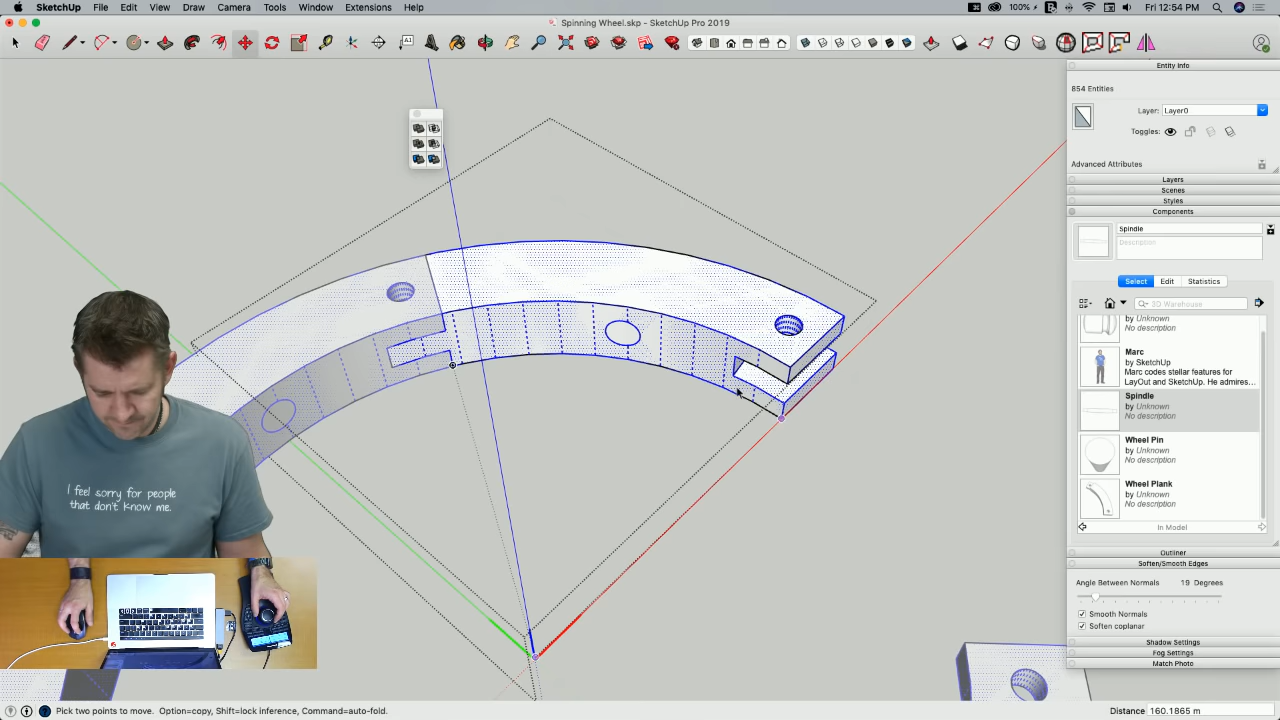 SketchUp File Edit View Draw Camera Tools Window Extensions Help 100% Fri 12:54 PM
Spinning Wheel.skp - SketchUp Pro 2019
Entity Info
854 Entities
Layer: Layer0
Toggles:
Advanced Attributes
Layers
Scenes
Styles
Components
Spindle
Description
Select Edit Statistics
3D Warehouse
by Unknown
No description
Marc
by SketchUp
Marc codes stellar features for
LayOut and SketchUp. He admires...
Spindle
by Unknown
No description
Wheel Pin
by Unknown
No description
Wheel Plank
by Unknown
No description
In Model
Outliner
Soften/Smooth Edges
Angle Between Normals 19 Degrees
Smooth Normals
Soften coplanar
Shadow Settings
Fog Settings
Match Photo
I feel sorry for people
that don't know me.
Pick two points to move. Option=copy, Shift=lock inference, Command=auto-fold. Distance 160.1865 m